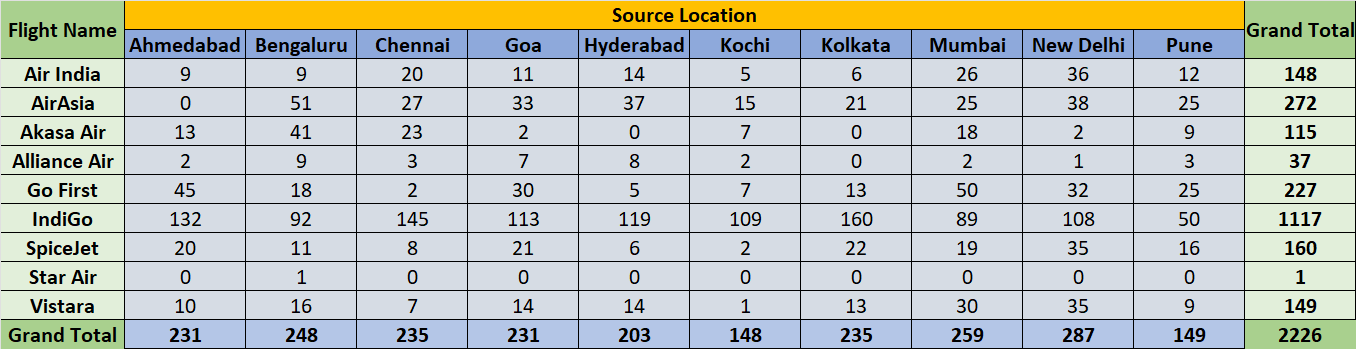 Flight Name Source Location Grand Total
Ahmedabad Bengaluru Chennai Goa Hyderabad Kochi Kolkata Mumbai New Delhi Pune
Air India 9 9 20 11 14 5 6 26 36 12 148
AirAsia 0 51 27 33 37 15 21 25 38 25 272
Akasa Air 13 41 23 2 0 7 0 18 2 9 115
Alliance Air 2 9 3 7 8 2 0 2 1 3 37
Go First 45 18 2 30 5 7 13 50 32 25 227
IndiGo 132 92 145 113 119 109 160 89 108 50 1117
SpiceJet 20 11 8 21 6 2 22 19 35 16 160
Star Air 0 1 0 0 0 0 0 0 0 0 1
Vistara 10 16 7 14 14 1 13 30 35 9 149
Grand Total 231 248 235 231 203 148 235 259 287 149 2226